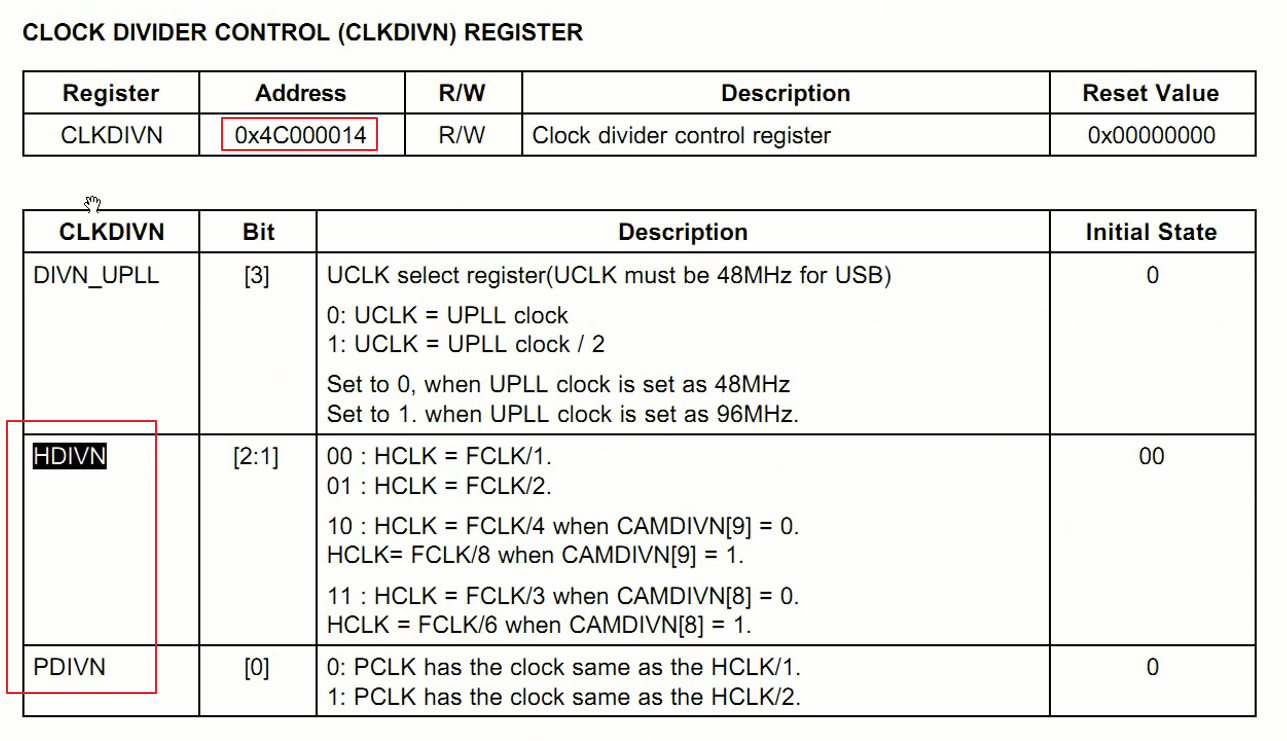 CLOCK DIVIDER CONTROL (CLKDIVN) REGISTER
Register Address R/W Description Reset Value
CLKDIVN 0x4C000014 R/W Clock divider control register 0x00000000
CLKDIVN Bit Description Initial State
DIVN_UPLL [3] UCLK select register(UCLK must be 48MHz for USB) 0
0: UCLK = UPLL clock
1: UCLK = UPLL clock / 2
Set to 0, when UPLL clock is set as 48MHz
Set to 1. when UPLL clock is set as 96MHz.
HDIVN [2:1] 00 : HCLK = FCLK/1. 00
01 : HCLK = FCLK/2.
10 : HCLK = FCLK/4 when CAMDIVN[9] = 0.
HCLK= FCLK/8 when CAMDIVN[9] = 1.
11 : HCLK = FCLK/3 when CAMDIVN[8] = 0.
HCLK = FCLK/6 when CAMDIVN[8] = 1.
PDIVN [0] 0: PCLK has the clock same as the HCLK/1. 0
1: PCLK has the clock same as the HCLK/2.